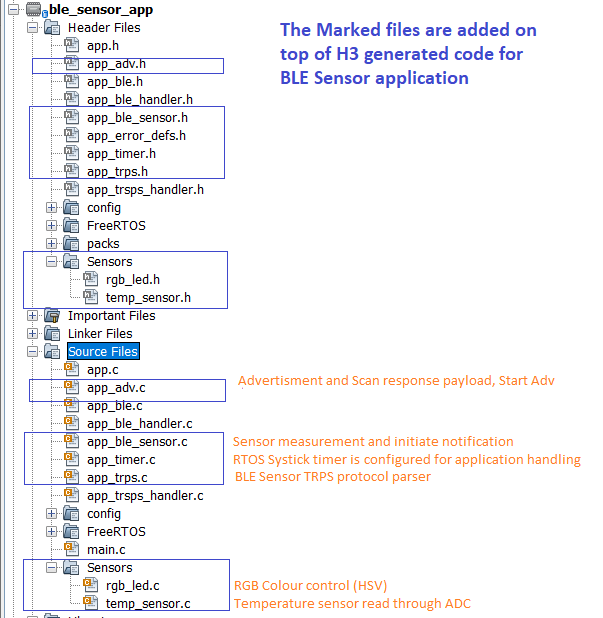 ble_sensor_app
Header Files
The Marked files are added on
top of H3 generated code for
BLE Sensor application
app.h
app_adv.h
app_ble.h
app_ble_handler.h
app_ble_sensor.h
app_error_defs.h
app_timer.h
app_trps.h
app_trsps_handler.h
config
FreeRTOS
packs
Sensors
rgb_led.h
temp_sensor.h
Important Files
Linker Files
Source Files
app.c
app_adv.c Advertisment and Scan response payload, Start Adv
app_ble.c
app_ble_handler.c
app_ble_sensor.c Sensor measurement and initiate notification
app_timer.c RTOS Systick timer is configured for application handling
app_trps.c BLE Sensor TRPS protocol parser
app_trsps_handler.c
config
FreeRTOS
main.c
Sensors
rgb_led.c RGB Colour control (HSV)
temp_sensor.c Temperature sensor read through ADC